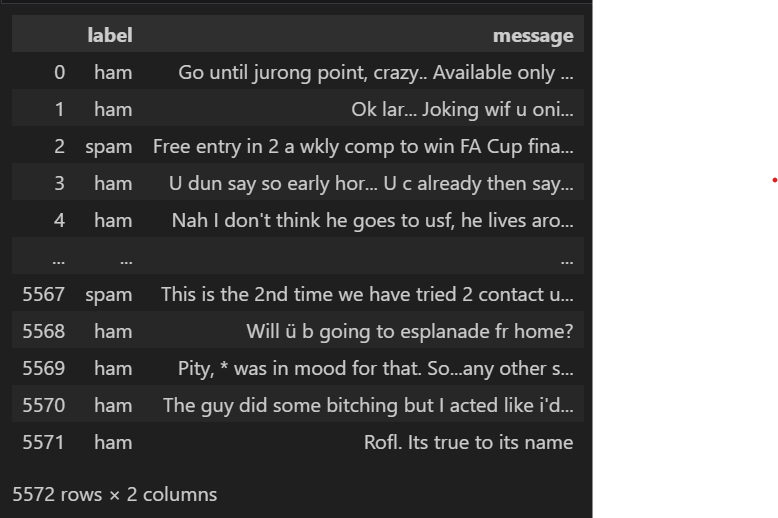 label message
0 ham Go until jurong point, crazy.. Available only ...
1 ham Ok lar... Joking wif u oni...
2 spam Free entry in 2 a wkly comp to win FA Cup fina...
3 ham U dun say so early hor... U c already then say...
4 ham Nah I don't think he goes to usf, he lives aro...
... ... ...
5567 spam This is the 2nd time we have tried 2 contact u...
5568 ham Will ü b going to esplanade fr home?
5569 ham Pity, * was in mood for that. So...any other s...
5570 ham The guy did some bitching but I acted like i'd...
5571 ham Rofl. Its true to its name
5572 rows × 2 columns